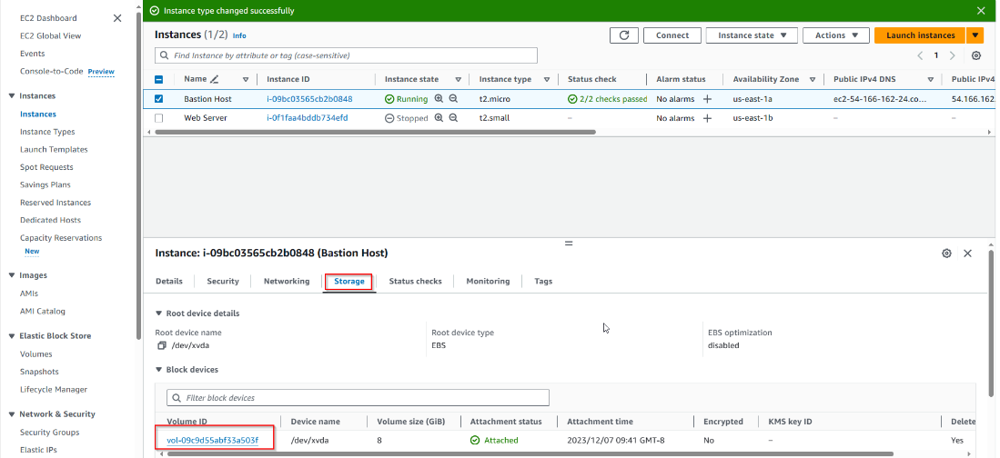 Instance type changed successfully
EC2 Dashboard
EC2 Global View
Events
Console-to-Code Preview
Instances
Instances
Instance Types
Launch Templates
Spot Requests
Savings Plans
Reserved Instances
Dedicated Hosts
Capacity Reservations
New
Images
AMIs
AMI Catalog
Elastic Block Store
Volumes
Snapshots
Lifecycle Manager
Network & Security
Security Groups
Elastic IPs
Instances (1/2) Info
Connect Instance state Actions Launch instances
Find Instance by attribute or tag (case-sensitive)
1
Name Instance ID Instance state Instance type Status check Alarm status Availability Zone Public IPv4 DNS Public IPv4
Bastion Host i-09bc03565cb2b0848 Running t2.micro 2/2 checks passed No alarms us-east-1a ec2-54-166-162-24.co... 54.166.162
Web Server i-0f1faa4bddb734efd Stopped t2.small – No alarms us-east-1b – –
Instance: i-09bc03565cb2b0848 (Bastion Host)
Details Security Networking Storage Status checks Monitoring Tags
Root device details
Root device name Root device type EBS optimization
/dev/xvda EBS disabled
Block devices
Filter block devices
Volume ID Device name Volume size (GiB) Attachment status Attachment time Encrypted KMS key ID Delete
vol-09c9d55abf33a503f /dev/xvda 8 Attached 2023/12/07 09:41 GMT-8 No – Yes